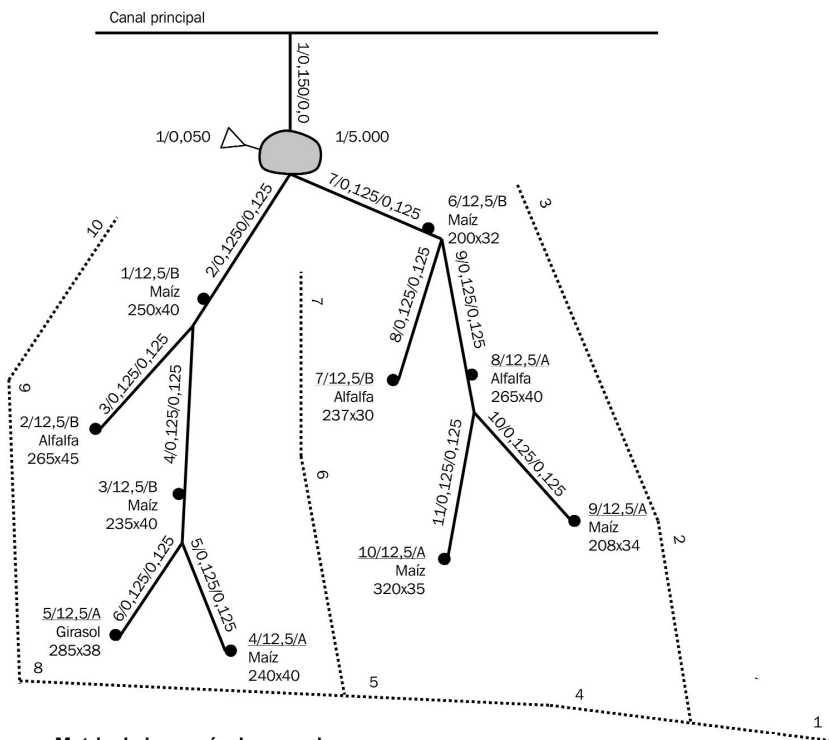 Canal principal
1/0,150/0,0
1/0,050
1/5.000
2/0,1250/0,125
7/0,125/0,125
6/12,5/B
Maíz
200x32
3
10
1/12,5/B
Maíz
250x40
7
8/0,125/0,125
9/0,125/0,125
3/0,125/0,125
4/0,125/0,125
7/12,5/B
Alfalfa
237x30
8/12,5/A
Alfalfa
265x40
9
2/12,5/B
Alfalfa
265x45
6
11/0,125/0,125
10/0,125/0,125
3/12,5/B
Maíz
235x40
9/12,5/A
Maíz
208x34
2
10/12,5/A
Maíz
320x35
6/0,125/0,125
5/0,125/0,125
5/12,5/A
Girasol
285x38
4/12,5/A
Maíz
240x40
8
5
4
1